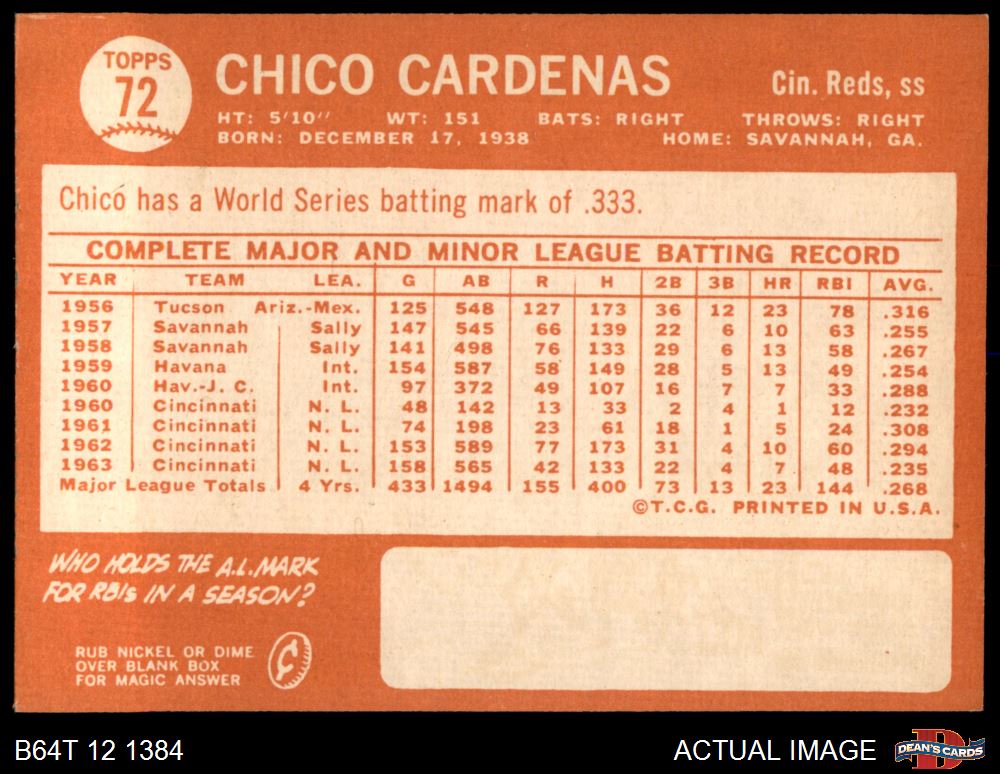 TOPPS
72
CHICO CARDENAS
Cin. Reds, ss
HT: 5'10" WT: 151 BATS: RIGHT THROWS: RIGHT
BORN: DECEMBER 17, 1938 HOME: SAVANNAH, GA.
Chico has a World Series batting mark of .333.
COMPLETE MAJOR AND MINOR LEAGUE BATTING RECORD
YEAR TEAM LEA. G AB R H 2B 3B HR RBI AVG.
1956 Tucson Ariz.-Mex. 125 548 127 173 36 12 23 78 .316
1957 Savannah Sally 147 545 66 139 22 6 10 63 .255
1958 Savannah Sally 141 498 76 133 29 6 13 58 .267
1959 Havana Int. 154 587 58 149 28 5 13 49 .254
1960 Hav.-J. C. Int. 97 372 49 107 16 7 7 33 .288
1960 Cincinnati N. L. 48 142 13 33 2 4 1 12 .232
1961 Cincinnati N. L. 74 198 23 61 18 1 5 24 .308
1962 Cincinnati N. L. 153 589 77 173 31 4 10 60 .294
1963 Cincinnati N. L. 158 565 42 133 22 4 7 48 .235
Major League Totals 4 Yrs. 433 1494 155 400 73 13 23 144 .268
©T.C.G. PRINTED IN U.S.A.
WHO HOLDS THE A.L. MARK
FOR RBIs IN A SEASON?
RUB NICKEL OR DIME
OVER BLANK BOX
FOR MAGIC ANSWER
¢
B64T 12 1384
ACTUAL IMAGE
D
DEAN'S CARDS